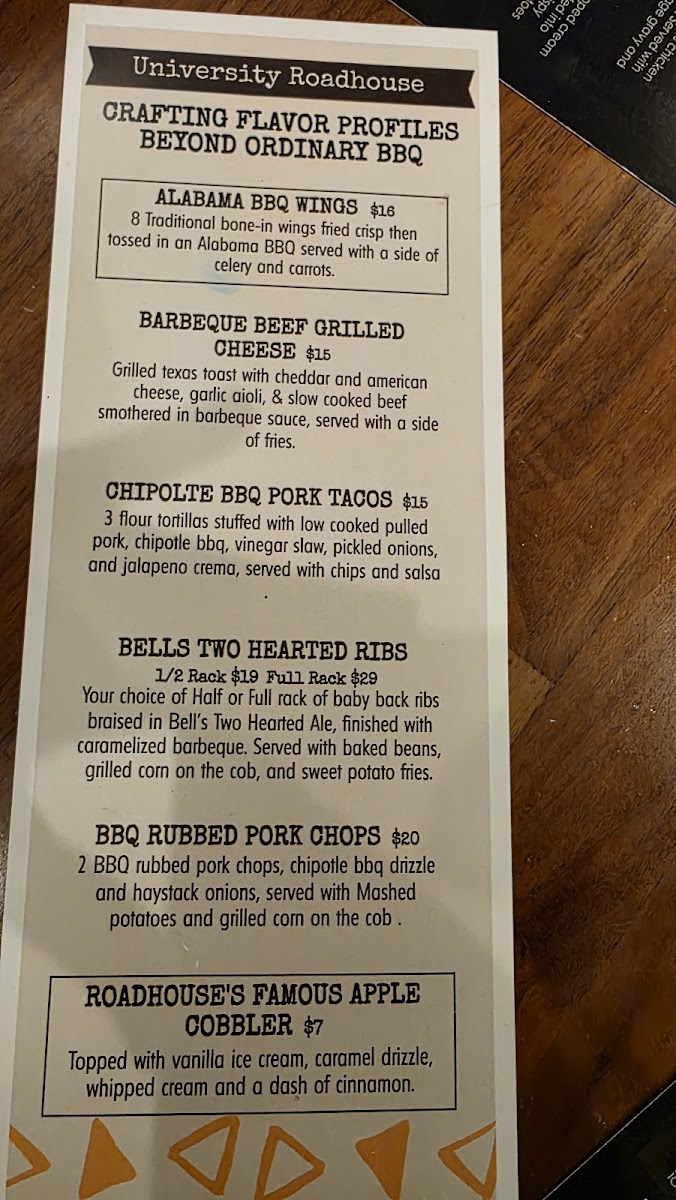 University Roadhouse
CRAFTING FLAVOR PROFILES
BEYOND ORDINARY BBQ
ALABAMA BBQ WINGS $16
8 Traditional bone-in wings fried crisp then
tossed in an Alabama BBQ served with a side of
celery and carrots.
BARBEQUE BEEF GRILLED
CHEESE $15
Grilled texas toast with cheddar and american
cheese, garlic aioli, & slow cooked beef
smothered in barbeque sauce, served with a side
of fries.
CHIPOLTE BBQ PORK TACOS $15
3 flour tortillas stuffed with low cooked pulled
pork, chipotle bbq, vinegar slaw, pickled onions,
and jalapeno crema, served with chips and salsa
.
BELLS TWO HEARTED RIBS
1/2 Rack $19 Full Rack $29
Your choice of Half or Full rack of baby back ribs
braised in Bell's Two Hearted Ale, finished with
caramelized barbeque. Served with baked beans,
grilled corn on the cob, and sweet potato fries.
BBQ RUBBED PORK CHOPS $20
2 BBQ rubbed pork chops, chipotle bbq drizzle
and haystack onions, served with Mashed
potatoes and grilled corn on the cob .
ROADHOUSE'S FAMOUS APPLE
COBBLER $7
Topped with vanilla ice cream, caramel drizzle,
whipped cream and a dash of cinnamon.
chicken
served with
gravy and
cream
into